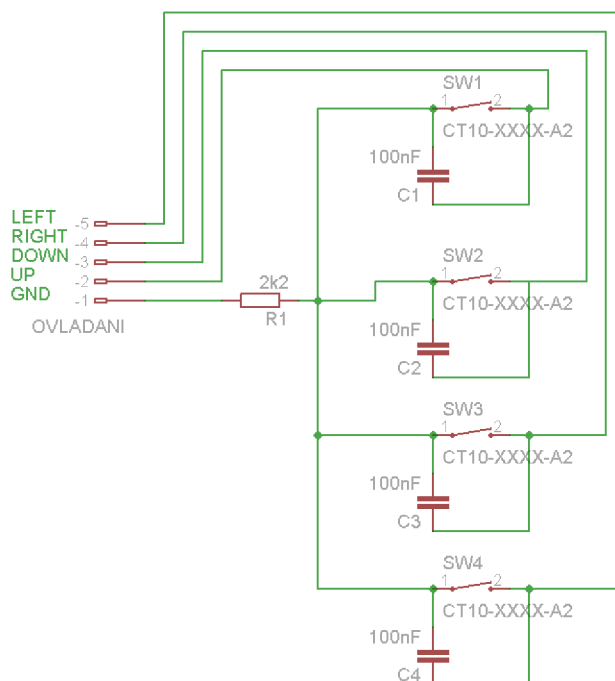 SW1
1 2
CT10-XXXX-A2
100nF
C1
LEFT -5
RIGHT -4
DOWN -3
UP -2
GND -1
OVLADANI
2k2
R1
SW2
1 2
CT10-XXXX-A2
100nF
C2
SW3
1 2
CT10-XXXX-A2
100nF
C3
SW4
1 2
CT10-XXXX-A2
100nF
C4